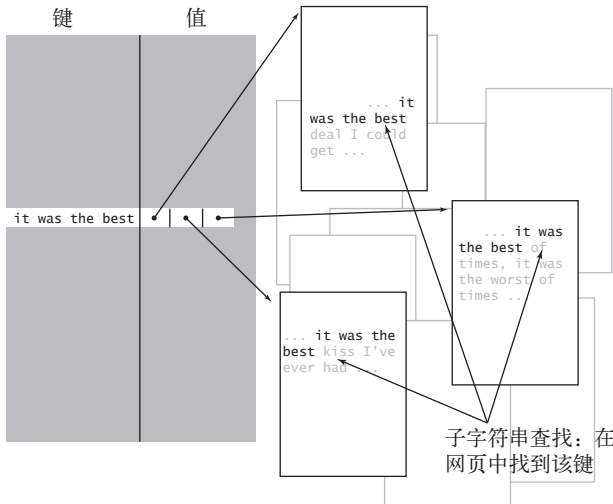 键 值
it was the best
... it
was the best
deal I could
get ...
... it was
the best of
times, it was
the worst of
times ...
... it was the
best kiss I've
ever had ...
子字符串查找：在
网页中找到该键